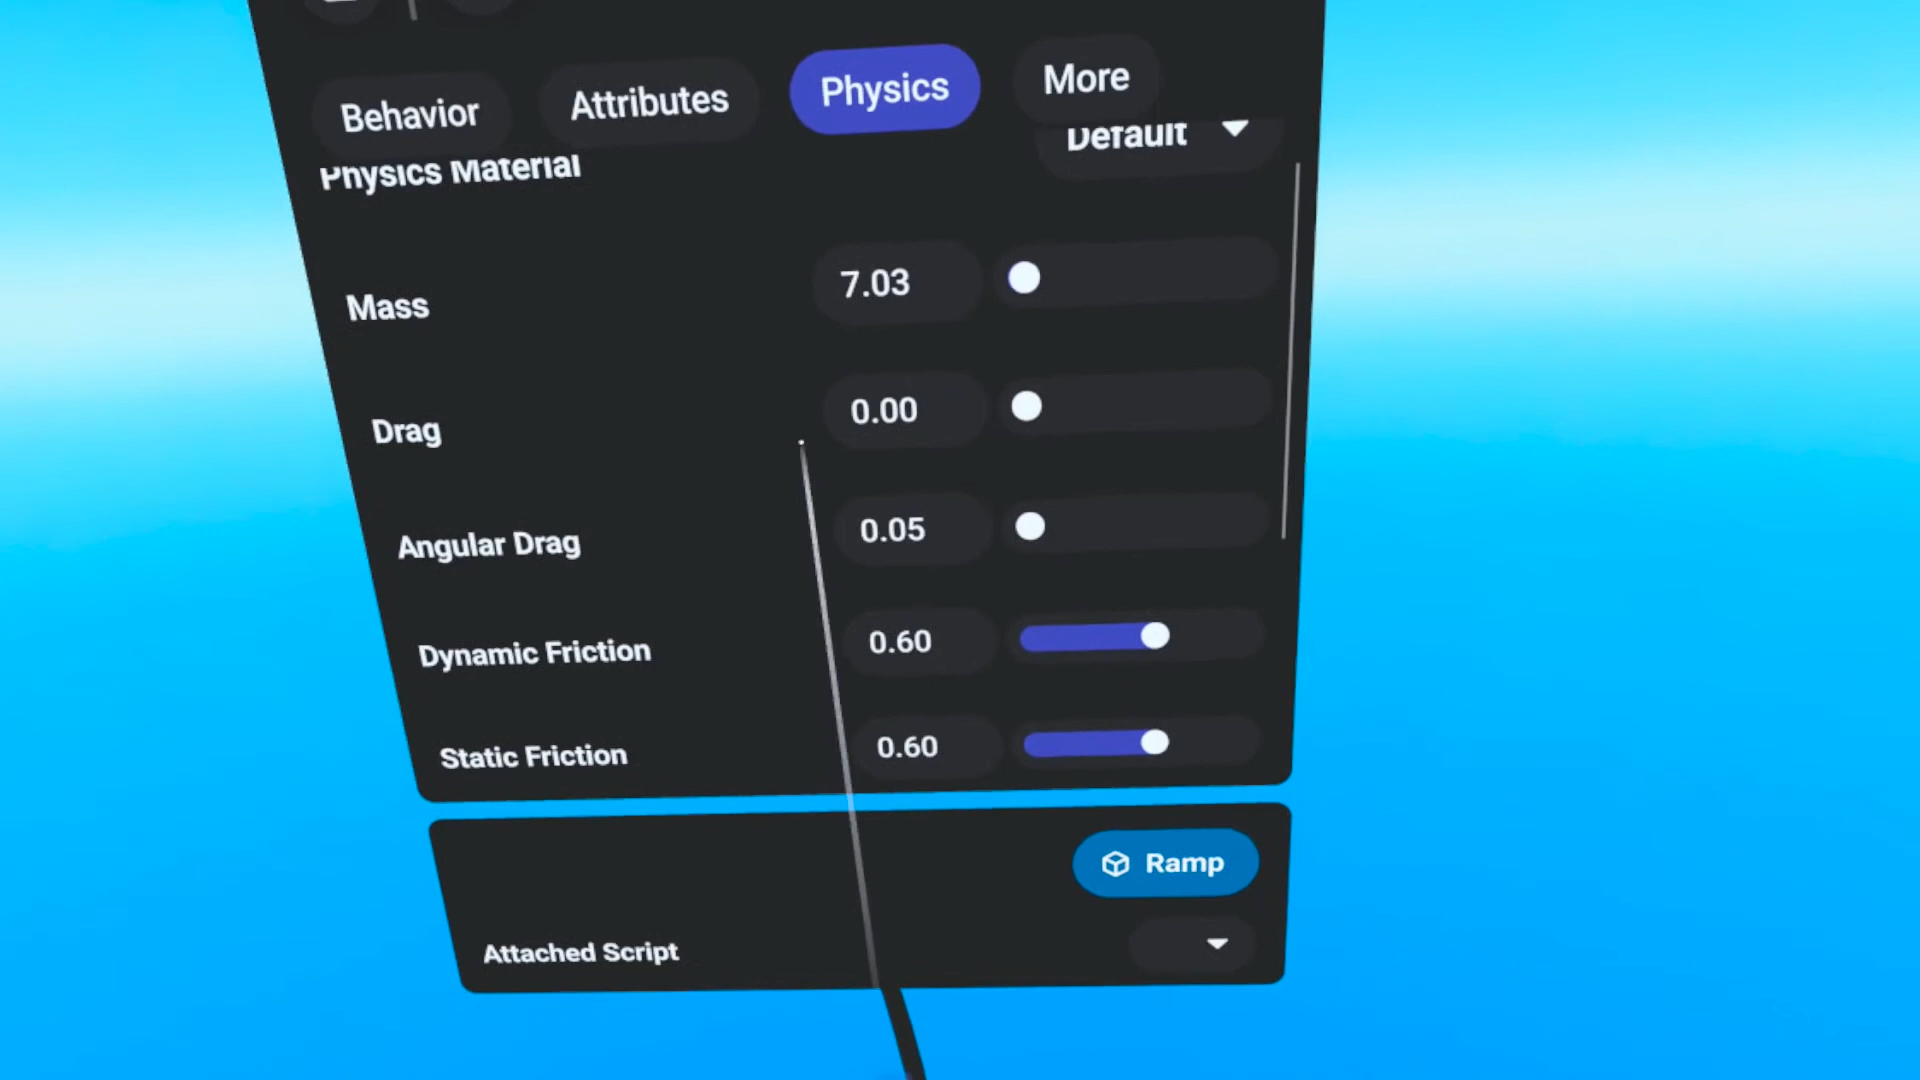 Behavior
Attributes
Physics
More
Physics Material
Default
Mass
7.03
Drag
0.00
Angular Drag
0.05
Dynamic Friction
0.60
Static Friction
0.60
Ramp
Attached Script